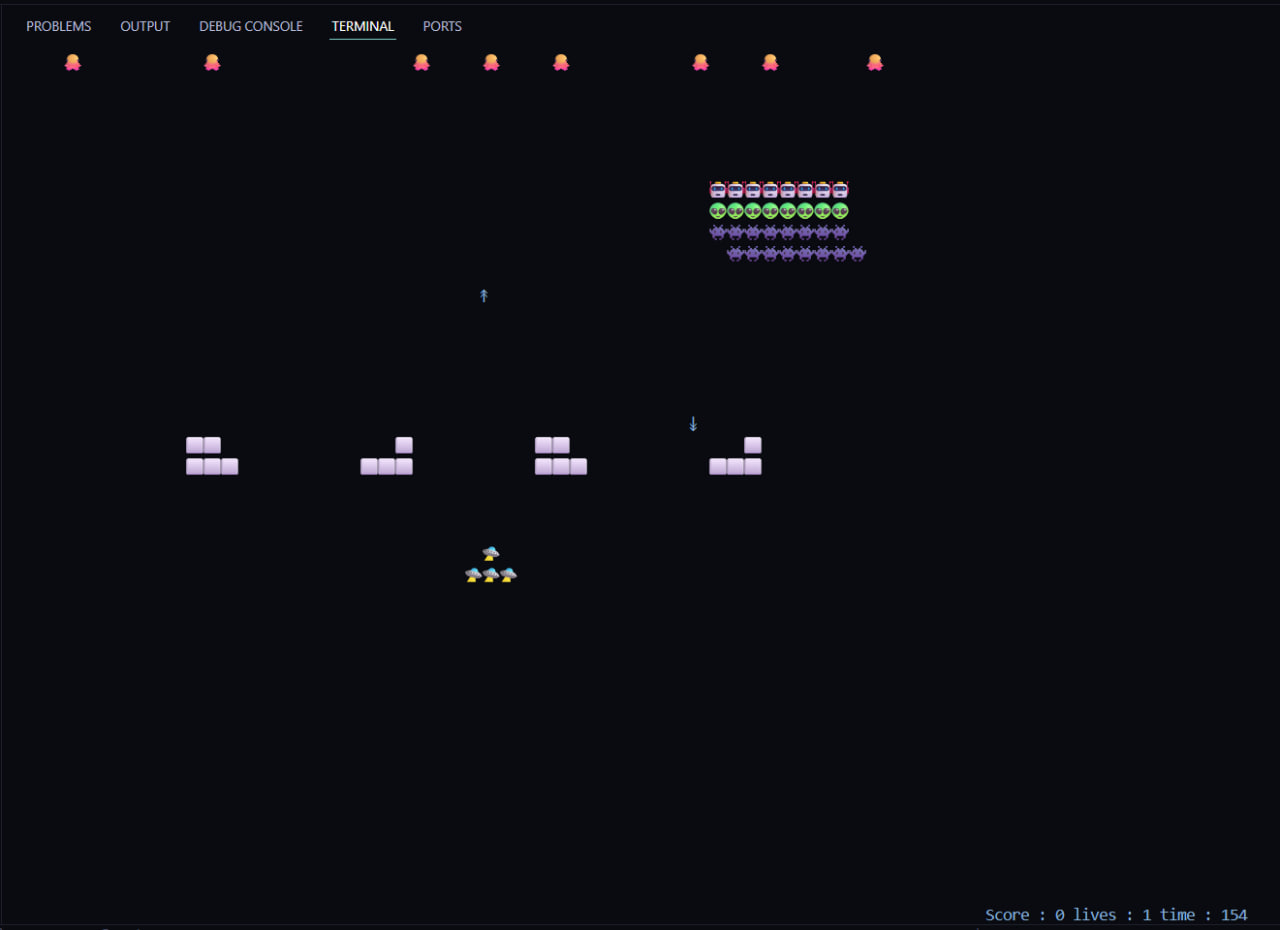 PROBLEMS OUTPUT DEBUG CONSOLE TERMINAL PORTS
Score : 0 lives : 1 time : 154